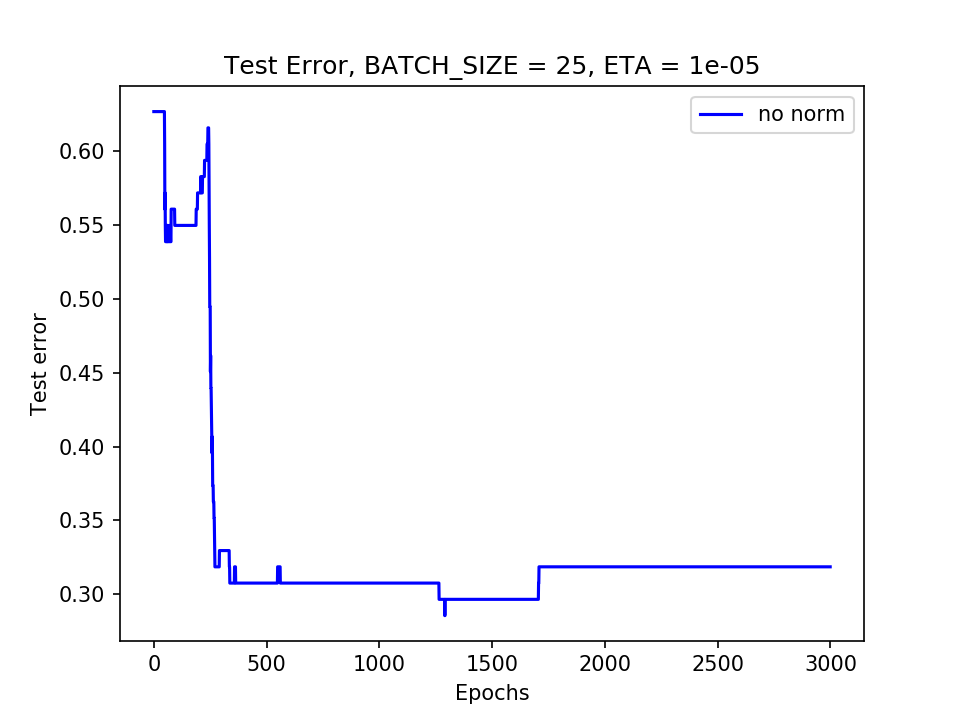 Test Error, BATCH_SIZE = 25, ETA = 1e-05
no norm
0.60
0.55
0.50
0.45
0.40
0.35
0.30
Test error
0 500 1000 1500 2000 2500 3000
Epochs